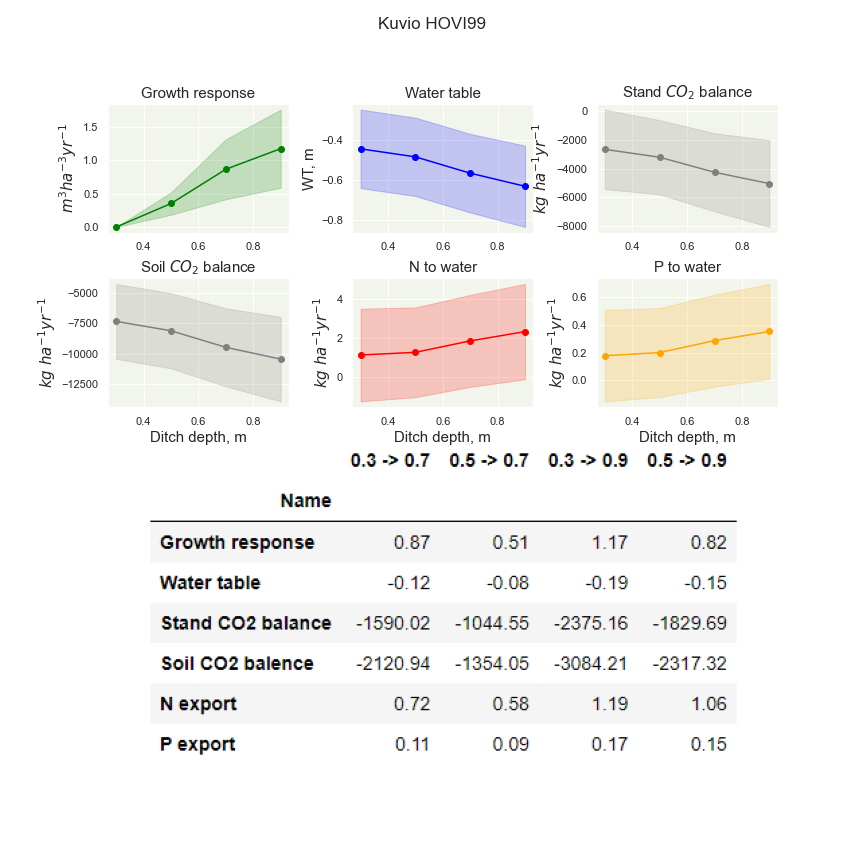 Kuvio HOVI99
Growth response
Water table
Stand CO₂ balance
m³ha⁻³yr⁻¹
1.5
1.0
0.5
0.0
0.4 0.6 0.8
WT, m
−0.4
−0.6
−0.8
0.4 0.6 0.8
kg ha⁻¹yr⁻¹
0
−2000
−4000
−6000
−8000
0.4 0.6 0.8
Soil CO₂ balance
N to water
P to water
kg ha⁻¹yr⁻¹
−5000
−7500
−10000
−12500
0.4 0.6 0.8
Ditch depth, m
kg ha⁻¹yr⁻¹
4
2
0
0.4 0.6 0.8
Ditch depth, m
kg ha⁻¹yr⁻¹
0.6
0.4
0.2
0.0
0.4 0.6 0.8
Ditch depth, m
0.3 -> 0.7 0.5 -> 0.7 0.3 -> 0.9 0.5 -> 0.9
Name
Growth response 0.87 0.51 1.17 0.82
Water table -0.12 -0.08 -0.19 -0.15
Stand CO2 balance -1590.02 -1044.55 -2375.16 -1829.69
Soil CO2 balence -2120.94 -1354.05 -3084.21 -2317.32
N export 0.72 0.58 1.19 1.06
P export 0.11 0.09 0.17 0.15